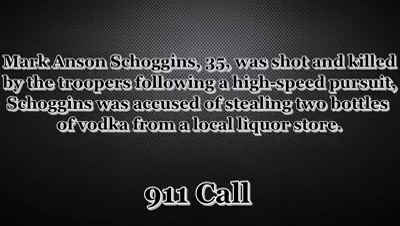 Mark Anson Schoggins, 35, was shot and killed
by the troopers following a high-speed pursuit,
Schoggins was accused of stealing two bottles
of vodka from a local liquor store.
911 Call